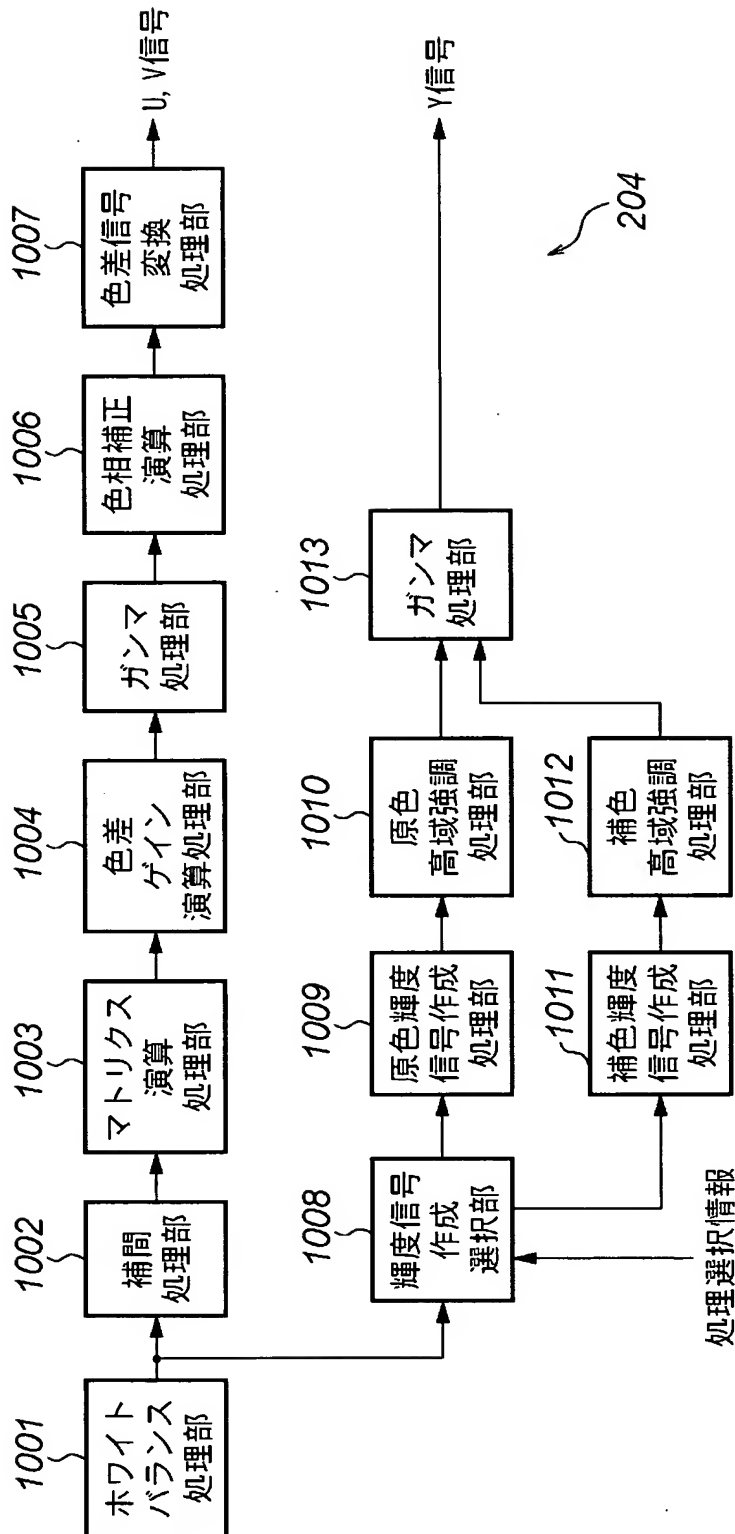 1001
ホワイト
バランス
処理部
1002
補間
処理部
1003
マトリクス
演算
処理部
1004
色差
ゲイン
演算処理部
1005
ガンマ
処理部
1006
色相補正
演算
処理部
1007
色差信号
変換
処理部
U, V信号
1008
輝度信号
作成
選択部
処理選択情報
1009
原色輝度
信号作成
処理部
1010
原色
高域強調
処理部
1011
補色輝度
信号作成
処理部
1012
補色
高域強調
処理部
1013
ガンマ
処理部
Y信号
204